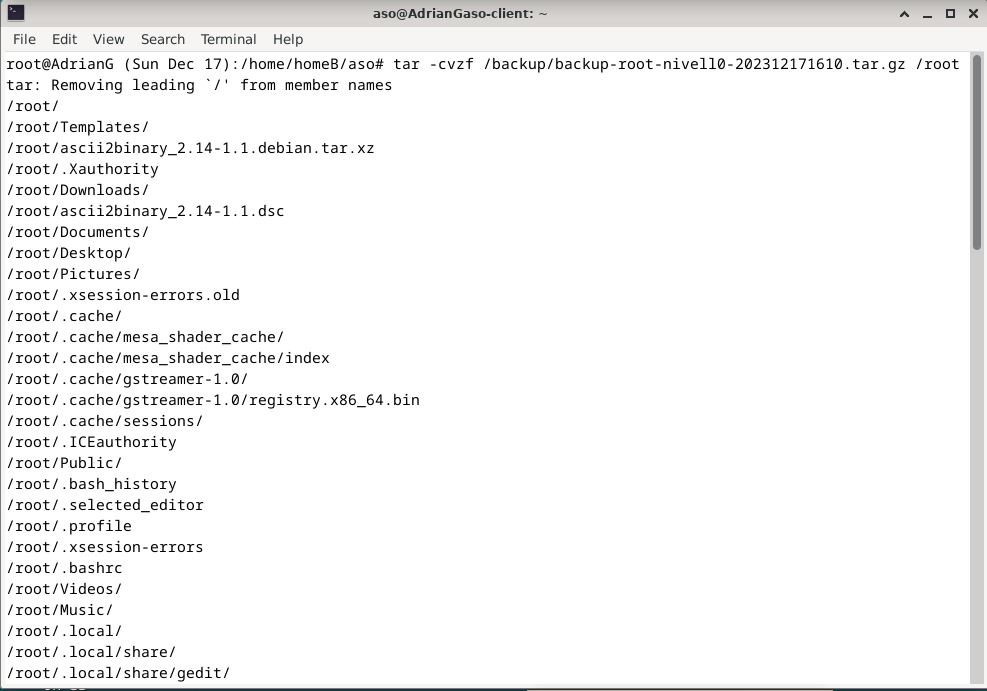 aso@AdrianGaso-client: ~
File Edit View Search Terminal Help
root@AdrianG (Sun Dec 17):/home/homeB/aso# tar -cvzf /backup/backup-root-nivell0-202312171610.tar.gz /root
tar: Removing leading `/' from member names
/root/
/root/Templates/
/root/ascii2binary_2.14-1.1.debian.tar.xz
/root/.Xauthority
/root/Downloads/
/root/ascii2binary_2.14-1.1.dsc
/root/Documents/
/root/Desktop/
/root/Pictures/
/root/.xsession-errors.old
/root/.cache/
/root/.cache/mesa_shader_cache/
/root/.cache/mesa_shader_cache/index
/root/.cache/gstreamer-1.0/
/root/.cache/gstreamer-1.0/registry.x86_64.bin
/root/.cache/sessions/
/root/.ICEauthority
/root/Public/
/root/.bash_history
/root/.selected_editor
/root/.profile
/root/.xsession-errors
/root/.bashrc
/root/Videos/
/root/Music/
/root/.local/
/root/.local/share/
/root/.local/share/gedit/